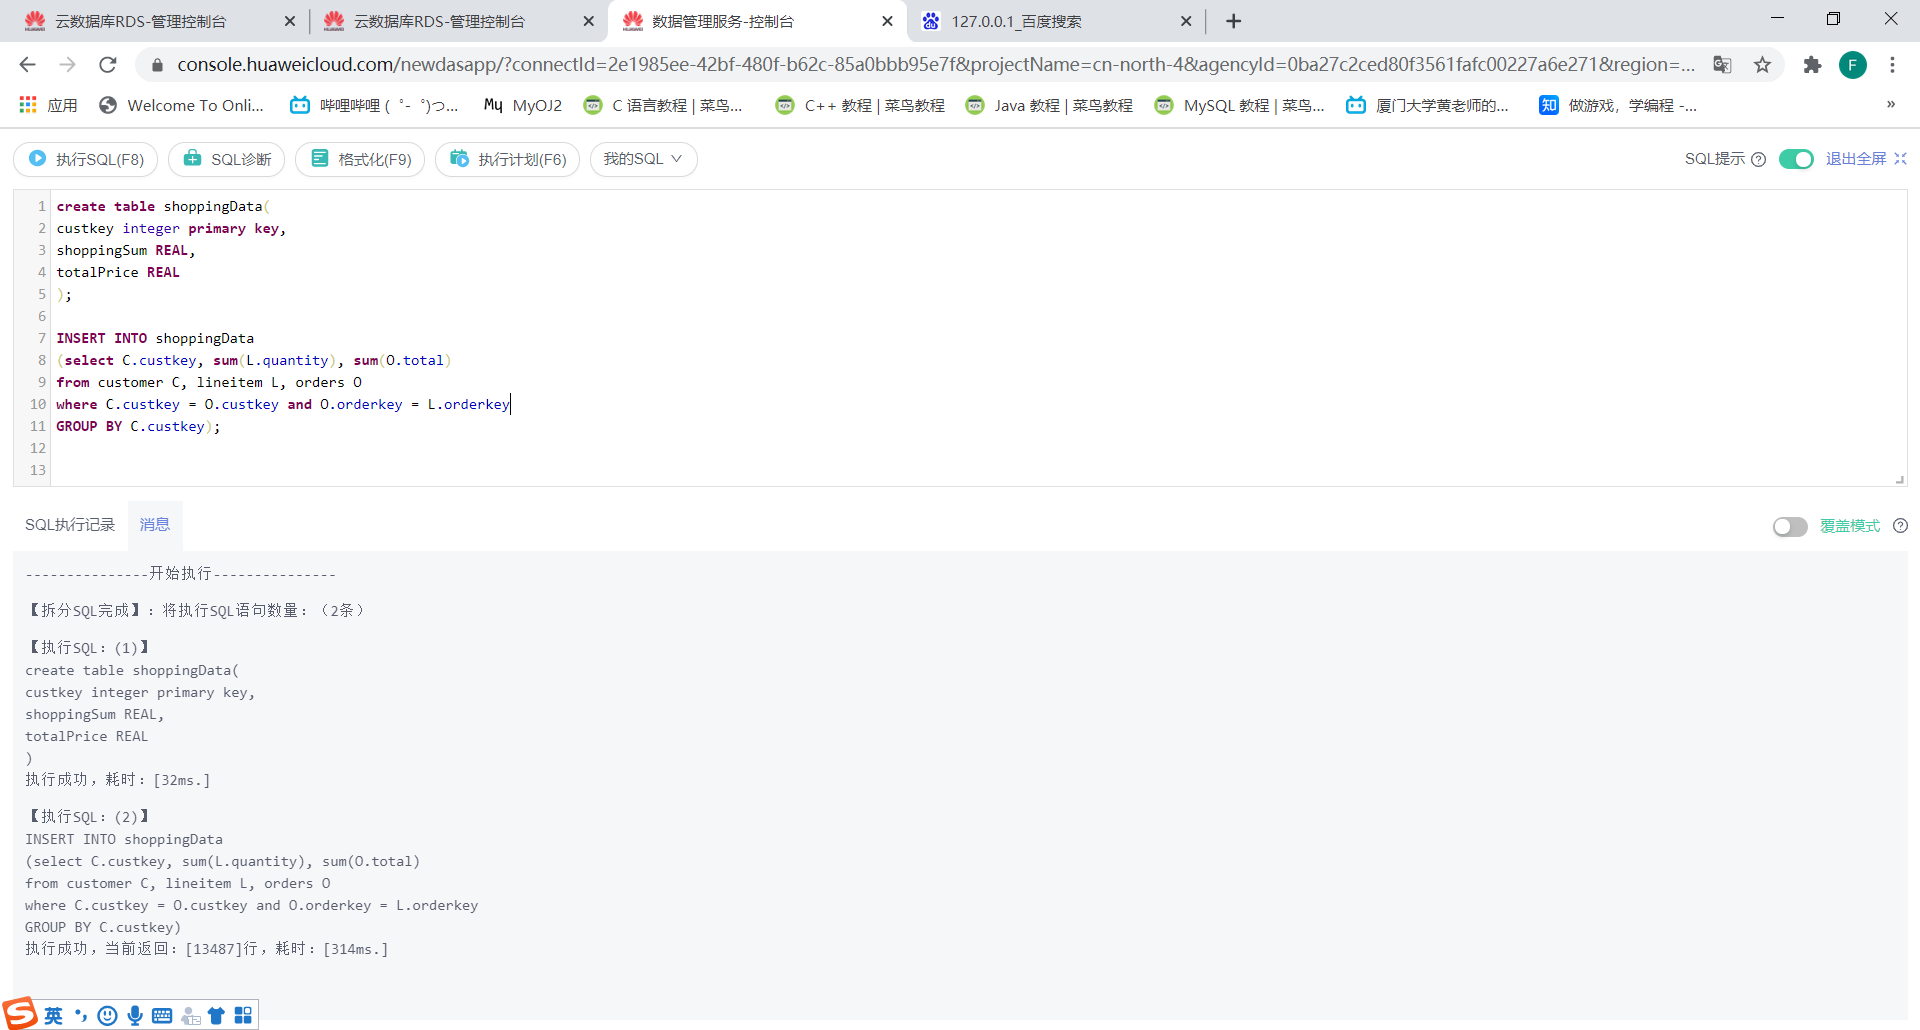 云数据库RDS-管理控制台
云数据库RDS-管理控制台
数据管理服务-控制台
127.0.0.1_百度搜索
console.huaweicloud.com/newdasapp/?connectId=2e1985ee-42bf-480f-b62c-85a0bbb95e7f&projectName=cn-north-4&agencyId=0ba27c2ced80f3561fafc00227a6e271&region=...
F
应用
Welcome To Onli...
哔哩哔哩 ( ゜- ゜)つ...
My MyOJ2
C 语言教程 | 菜鸟...
C++ 教程 | 菜鸟教程
Java 教程 | 菜鸟教程
MySQL 教程 | 菜鸟...
厦门大学黄老师的...
知 做游戏，学编程 -...
»
执行SQL(F8)
SQL诊断
格式化(F9)
执行计划(F6)
我的SQL
SQL提示
退出全屏
1 create table shoppingData(
2 custkey integer primary key,
3 shoppingSum REAL,
4 totalPrice REAL
5 );
6
7 INSERT INTO shoppingData
8 (select C.custkey, sum(L.quantity), sum(O.total)
9 from customer C, lineitem L, orders O
10 where C.custkey = O.custkey and O.orderkey = L.orderkey
11 GROUP BY C.custkey);
12
13
SQL执行记录
消息
覆盖模式
---------------开始执行---------------
【拆分SQL完成】：将执行SQL语句数量：（2条）
【执行SQL：(1)】
create table shoppingData(
custkey integer primary key,
shoppingSum REAL,
totalPrice REAL
)
执行成功，耗时：[32ms.]
【执行SQL：(2)】
INSERT INTO shoppingData
(select C.custkey, sum(L.quantity), sum(O.total)
from customer C, lineitem L, orders O
where C.custkey = O.custkey and O.orderkey = L.orderkey
GROUP BY C.custkey)
执行成功，当前返回：[13487]行，耗时：[314ms.]
英